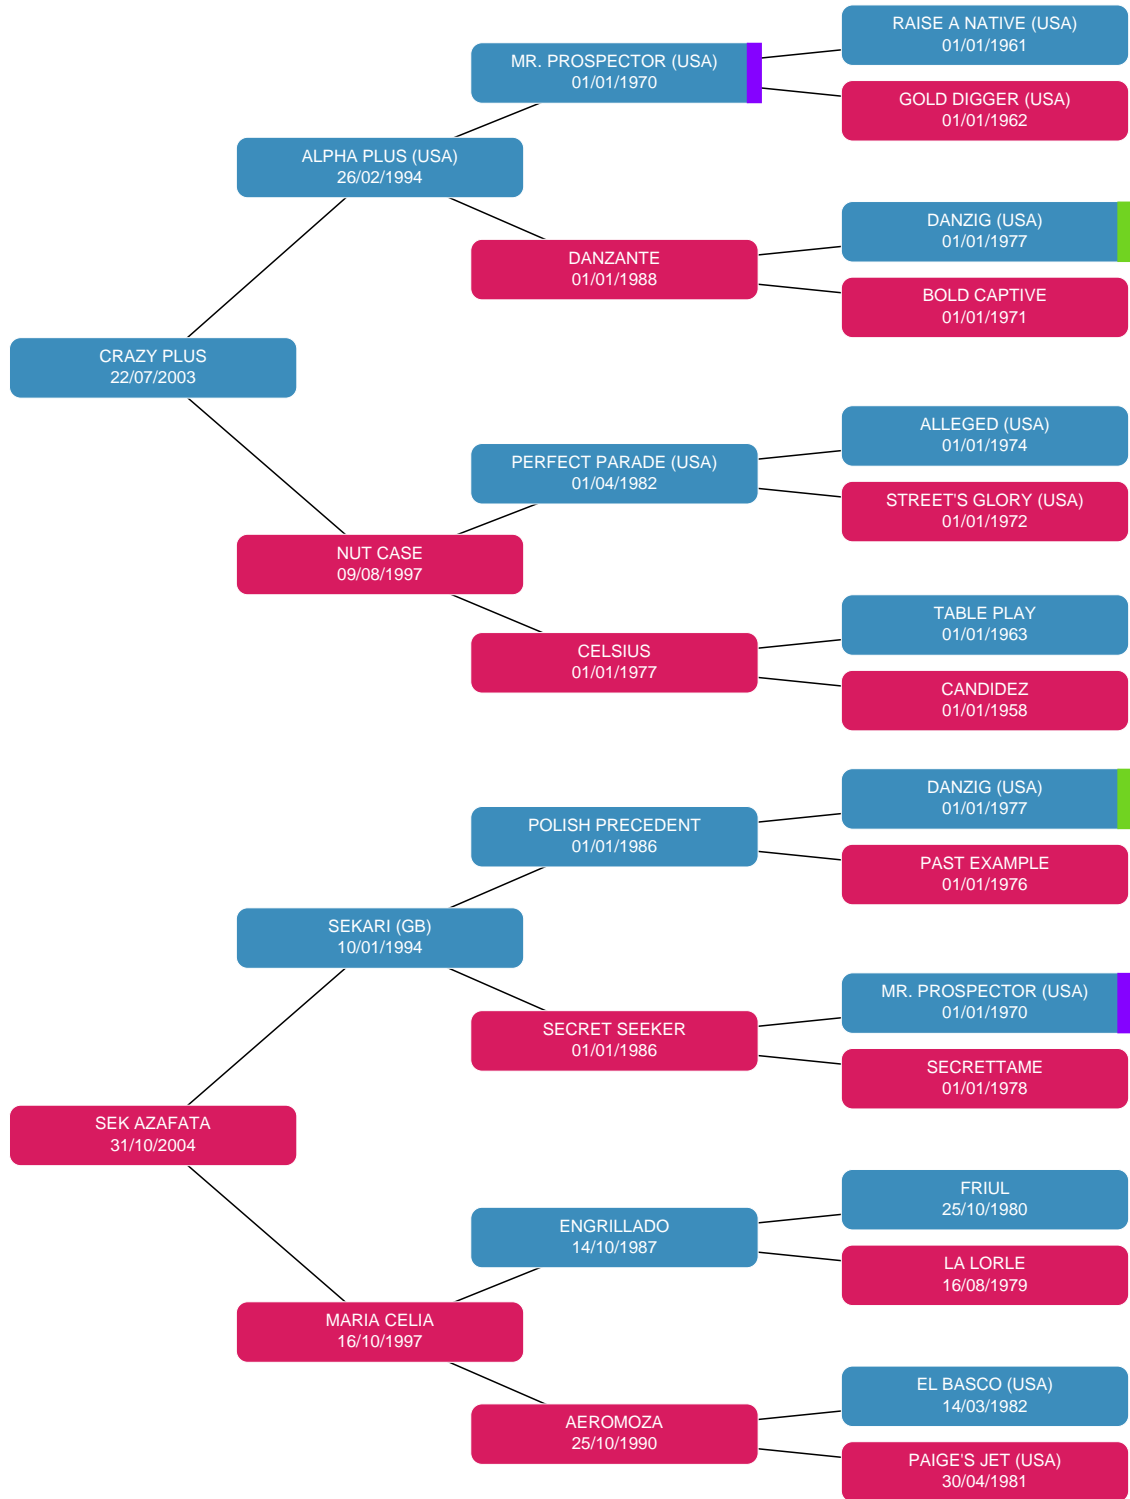 RAISE A NATIVE (USA)
01/01/1961
MR. PROSPECTOR (USA)
01/01/1970
GOLD DIGGER (USA)
01/01/1962
ALPHA PLUS (USA)
26/02/1994
DANZIG (USA)
01/01/1977
DANZANTE
01/01/1988
BOLD CAPTIVE
01/01/1971
CRAZY PLUS
22/07/2003
ALLEGED (USA)
01/01/1974
PERFECT PARADE (USA)
01/04/1982
STREET'S GLORY (USA)
01/01/1972
NUT CASE
09/08/1997
TABLE PLAY
01/01/1963
CELSIUS
01/01/1977
CANDIDEZ
01/01/1958
DANZIG (USA)
01/01/1977
POLISH PRECEDENT
01/01/1986
PAST EXAMPLE
01/01/1976
SEKARI (GB)
10/01/1994
MR. PROSPECTOR (USA)
01/01/1970
SECRET SEEKER
01/01/1986
SECRETTAME
01/01/1978
SEK AZAFATA
31/10/2004
FRIUL
25/10/1980
ENGRILLADO
14/10/1987
LA LORLE
16/08/1979
MARIA CELIA
16/10/1997
EL BASCO (USA)
14/03/1982
AEROMOZA
25/10/1990
PAIGE'S JET (USA)
30/04/1981